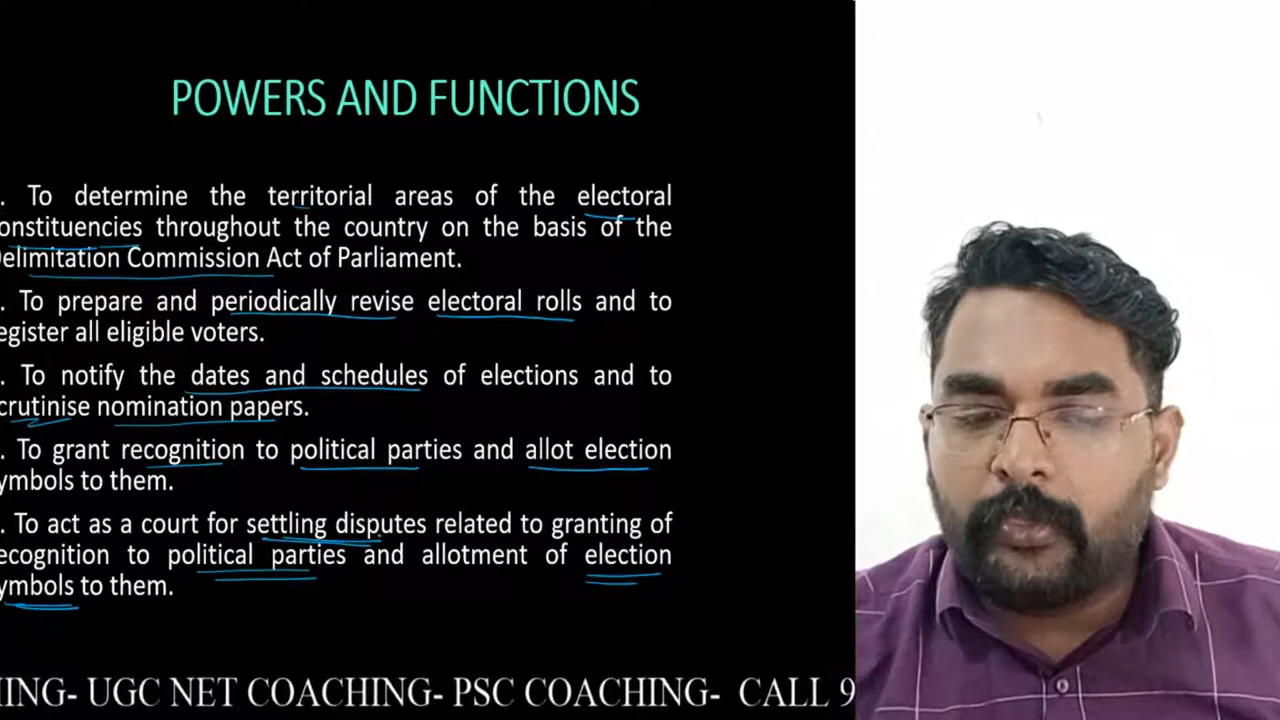 POWERS AND FUNCTIONS
. To determine the territorial areas of the electoral
onstituencies throughout the country on the basis of the
elimitation Commission Act of Parliament.
. To prepare and periodically revise electoral rolls and to
egister all eligible voters.
. To notify the dates and schedules of elections and to
crutinise nomination papers.
. To grant recognition to political parties and allot election
ymbols to them.
. To act as a court for settling disputes related to granting of
ecognition to political parties and allotment of election
ymbols to them.
HING- UGC NET COACHING- PSC COACHING- CALL 9